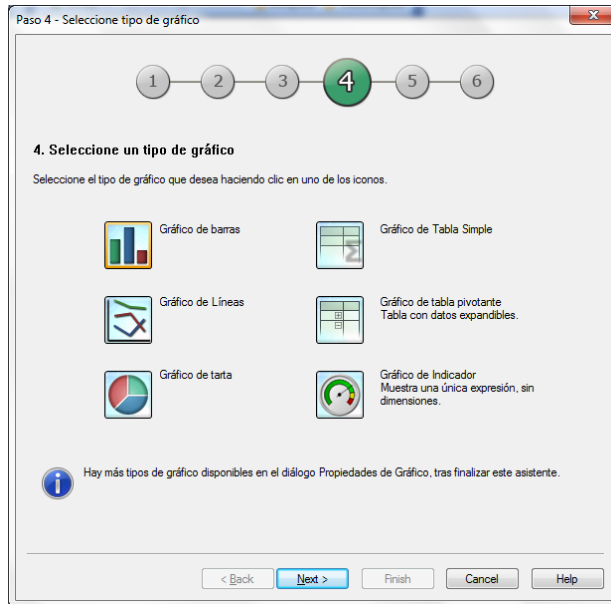 Paso 4 - Seleccione tipo de gráfico
1 2 3 4 5 6
4. Seleccione un tipo de gráfico
Seleccione el tipo de gráfico que desea haciendo clic en uno de los iconos.
Gráfico de barras
Gráfico de Tabla Simple
Gráfico de Líneas
Gráfico de tabla pivotante
Tabla con datos expandibles.
Gráfico de tarta
Gráfico de Indicador
Muestra una única expresión, sin
dimensiones.
Hay más tipos de gráfico disponibles en el diálogo Propiedades de Gráfico, tras finalizar este asistente.
< Back Next > Finish Cancel Help